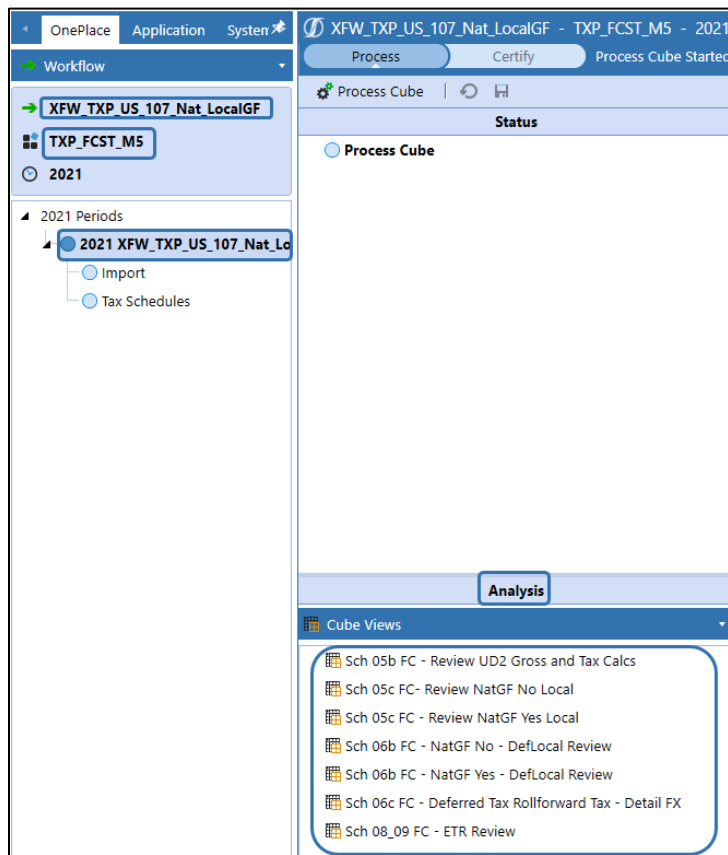 OnePlace Application System
Workflow
XFW_TXP_US_107_Nat_LocalGF
TXP_FCST_M5
2021
2021 Periods
2021 XFW_TXP_US_107_Nat_Lo
Import
Tax Schedules
XFW_TXP_US_107_Nat_LocalGF - TXP_FCST_M5 - 2021
Process Certify Process Cube Started
Process Cube
Status
Process Cube
Analysis
Cube Views
Sch 05b FC - Review UD2 Gross and Tax Calcs
Sch 05c FC- Review NatGF No Local
Sch 05c FC - Review NatGF Yes Local
Sch 06b FC - NatGF No - DefLocal Review
Sch 06b FC - NatGF Yes - DefLocal Review
Sch 06c FC - Deferred Tax Rollforward Tax - Detail FX
Sch 08_09 FC - ETR Review